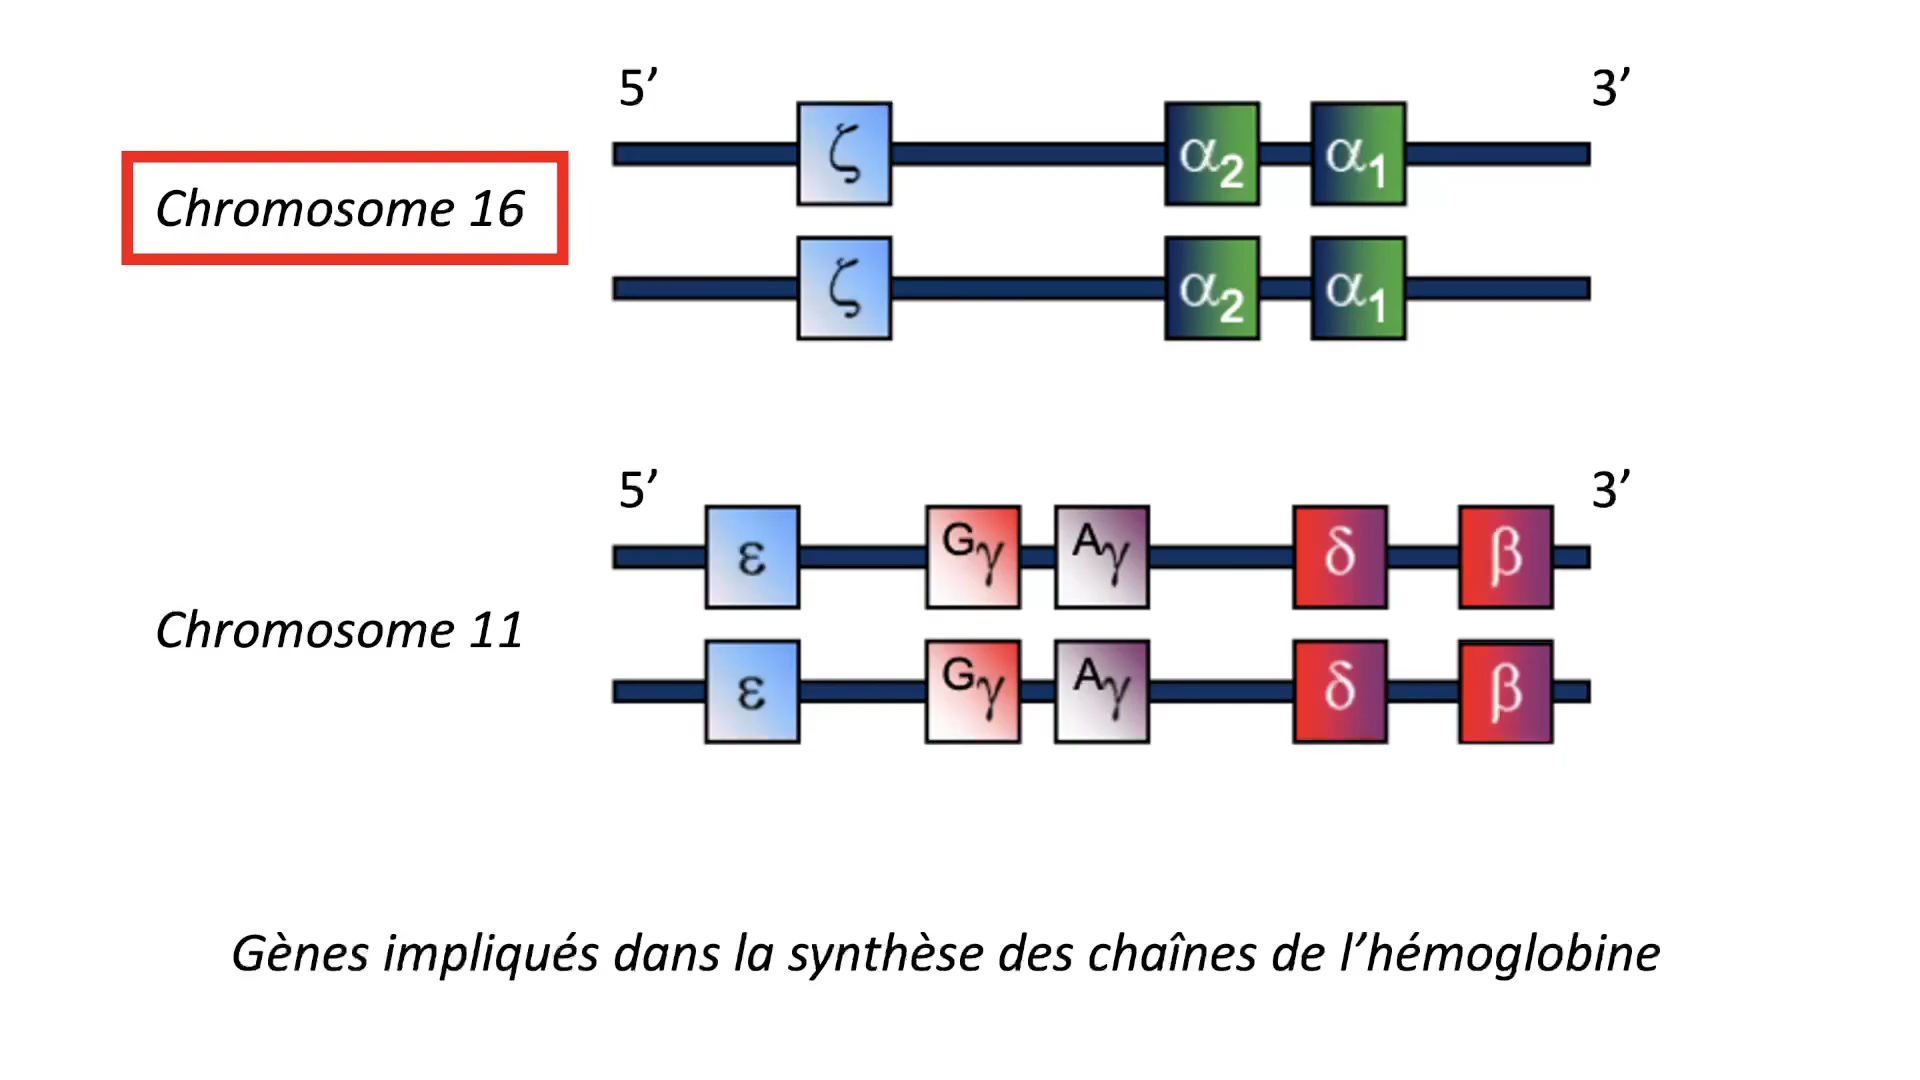 5’ 3’
ζ α2 α1
Chromosome 16
ζ α2 α1
5’ 3’
ε Gγ Aγ δ β
Chromosome 11
ε Gγ Aγ δ β
Gènes impliqués dans la synthèse des chaînes de l’hémoglobine